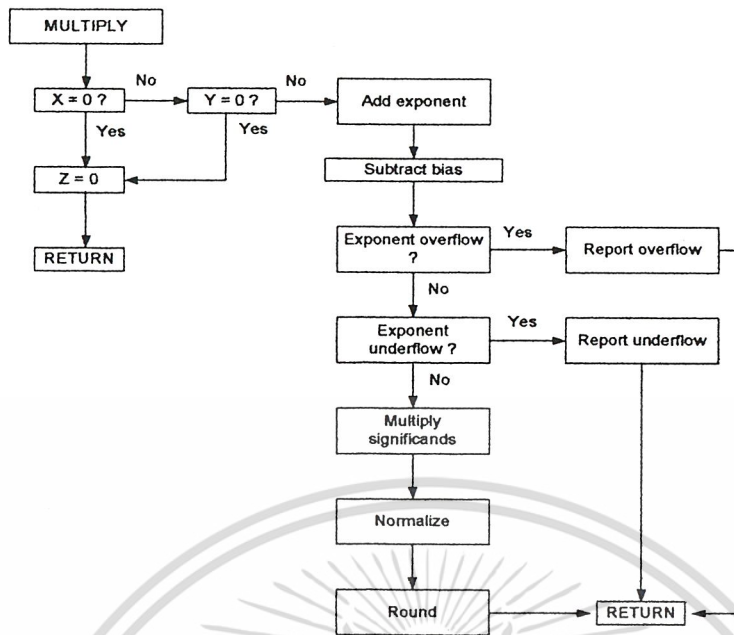 MULTIPLY
No
No
X = 0 ?
Y = 0 ?
Add exponent
Yes
Yes
Z = 0
Subtract bias
RETURN
Exponent overflow
?
Yes
Report overflow
No
Exponent
underflow ?
Yes
Report underflow
No
Multiply
significands
Normalize
Round
RETURN